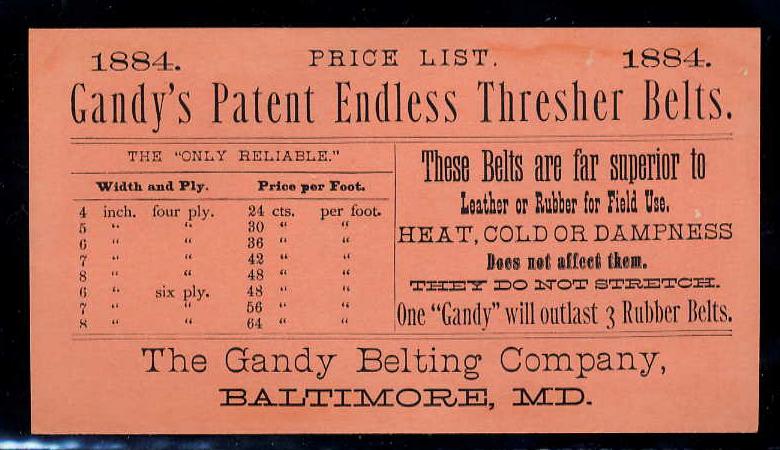 1884. PRICE LIST. 1884.
Gandy's Patent Endless Thresher Belts.
THE "ONLY RELIABLE."
Width and Ply. Price per Foot.
4 inch. four ply. 24 cts. per foot.
5 " " 30 " "
6 " " 36 " "
7 " " 42 " "
8 " " 48 " "
6 " six ply. 48 " "
7 " " 56 " "
8 " " 64 " "
These Belts are far superior to
Leather or Rubber for Field Use.
HEAT, COLD OR DAMPNESS
Does not affect them.
THEY DO NOT STRETCH.
One "Gandy" will outlast 3 Rubber Belts.
The Gandy Belting Company,
BALTIMORE, MD.